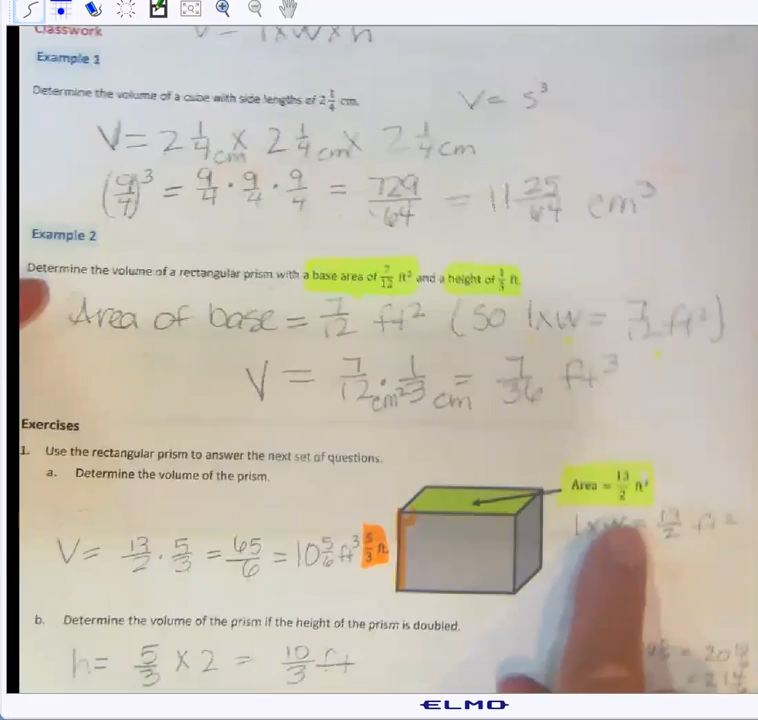 Classwork
V = l x w x h
Example 1
Determine the volume of a cube with side lengths of 2 1/4 cm.
V = s³
V = 2 1/4 cm x 2 1/4 cm x 2 1/4 cm
(9/4)³ = 9/4 · 9/4 · 9/4 = 729/64 = 11 25/64 cm³
Example 2
Determine the volume of a rectangular prism with a base area of 7/12 ft² and a height of 1/3 ft.
Area of base = 7/12 ft² (so lxw = 7/12 ft²)
V = 7/12 cm² · 1/3 cm = 7/36 ft³
Exercises
1. Use the rectangular prism to answer the next set of questions.
a. Determine the volume of the prism.
Area = 13/2 ft²
lxw = 13/2 ft²
V = 13/2 · 5/3 = 65/6 = 10 5/6 ft³
5/3 ft.
b. Determine the volume of the prism if the height of the prism is doubled.
h = 5/3 x 2 = 10/3 ft
ELMO